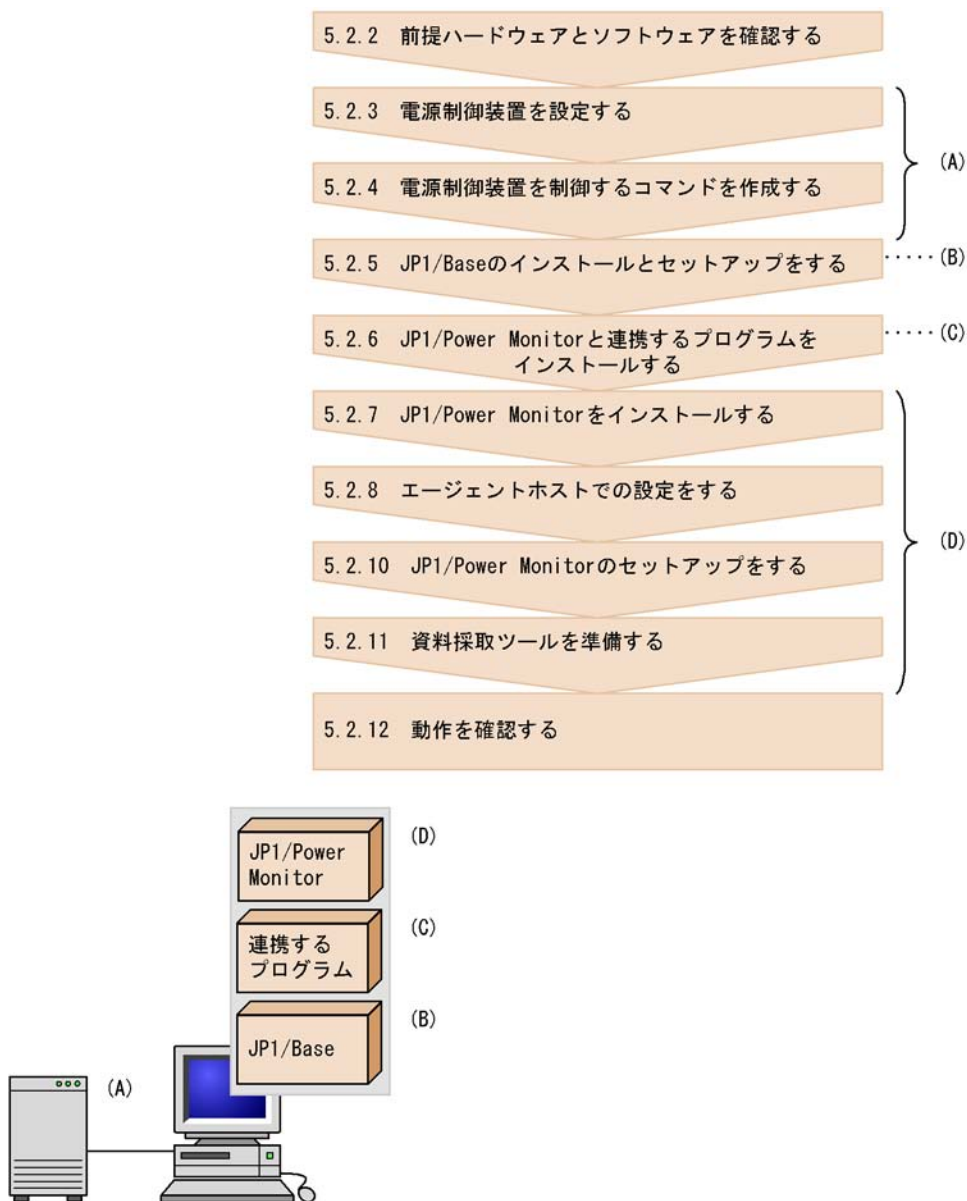 5.2.2 前提ハードウェアとソフトウェアを確認する
5.2.3 電源制御装置を設定する
(A)
5.2.4 電源制御装置を制御するコマンドを作成する
5.2.5 JP1/Baseのインストールとセットアップをする
·····(B)
5.2.6 JP1/Power Monitorと連携するプログラムを
インストールする
·····(C)
5.2.7 JP1/Power Monitorをインストールする
5.2.8 エージェントホストでの設定をする
(D)
5.2.10 JP1/Power Monitorのセットアップをする
5.2.11 資料採取ツールを準備する
5.2.12 動作を確認する
JP1/Power
Monitor
(D)
連携する
プログラム
(C)
JP1/Base
(B)
(A)